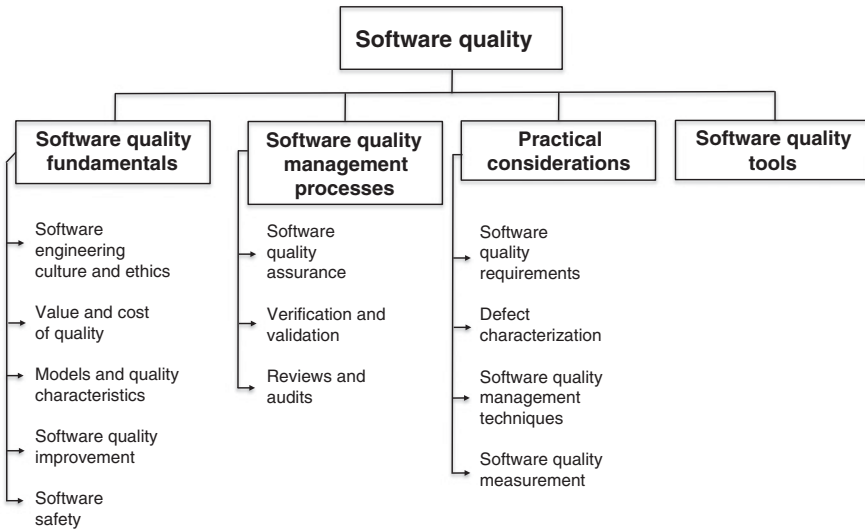 Software quality
Software quality
fundamentals
Software
engineering
culture and ethics
Value and cost
of quality
Models and quality
characteristics
Software quality
improvement
Software
safety
Software quality
management
processes
Software
quality
assurance
Verification and
validation
Reviews and
audits
Practical
considerations
Software
quality
requirements
Defect
characterization
Software quality
management
techniques
Software quality
measurement
Software quality
tools